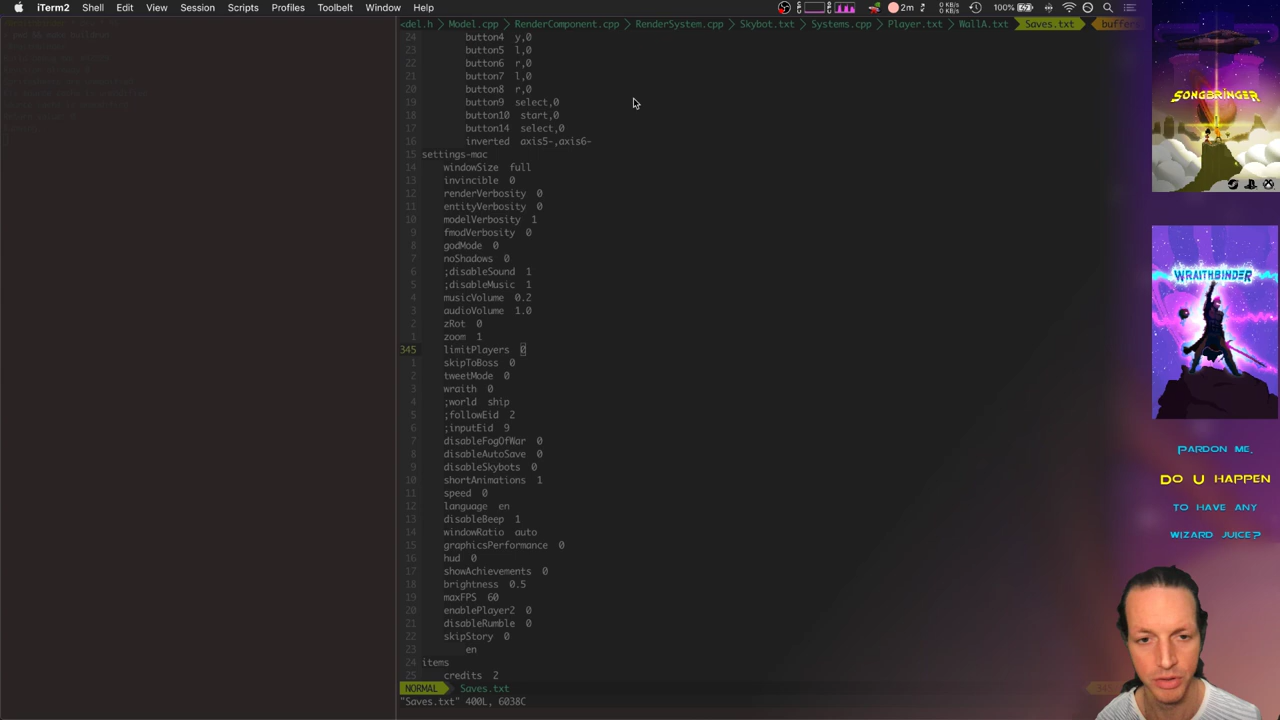 iTerm2 Shell Edit View Session Scripts Profiles Toolbelt Window Help
2m 0 KB/s 0 KB/s 100%
<del.h Model.cpp RenderComponent.cpp RenderSystem.cpp Skybot.txt Systems.cpp Player.txt WallA.txt Saves.txt buffers
24 button4 y,0
23 button5 l,0
22 button6 r,0
21 button7 l,0
20 button8 r,0
19 button9 select,0
18 button10 start,0
17 button14 select,0
16 inverted axis5-,axis6-
15 settings-mac
14 windowSize full
13 invincible 0
12 renderVerbosity 0
11 entityVerbosity 0
10 modelVerbosity 1
9 fmodVerbosity 0
8 godMode 0
7 noShadows 0
6 ;disableSound 1
5 ;disableMusic 1
4 musicVolume 0.2
3 audioVolume 1.0
2 zRot 0
1 zoom 1
345 limitPlayers 0
1 skipToBoss 0
2 tweetMode 0
3 wraith 0
4 ;world ship
5 ;followEid 2
6 ;inputEid 9
7 disableFogOfWar 0
8 disableAutoSave 0
9 disableSkybots 0
10 shortAnimations 1
11 speed 0
12 language en
13 disableBeep 1
14 windowRatio auto
15 graphicsPerformance 0
16 hud 0
17 showAchievements 0
18 brightness 0.5
19 maxFPS 60
20 enablePlayer2 0
21 disableRumble 0
22 skipStory 0
23 en
24 items
25 credits 2
NORMAL Saves.txt
"Saves.txt" 400L, 6038C
SONGBRINGER
WRAITHBINDER
PARDON ME,
DO U HAPPEN
TO HAVE ANY
WIZARD JUICE?